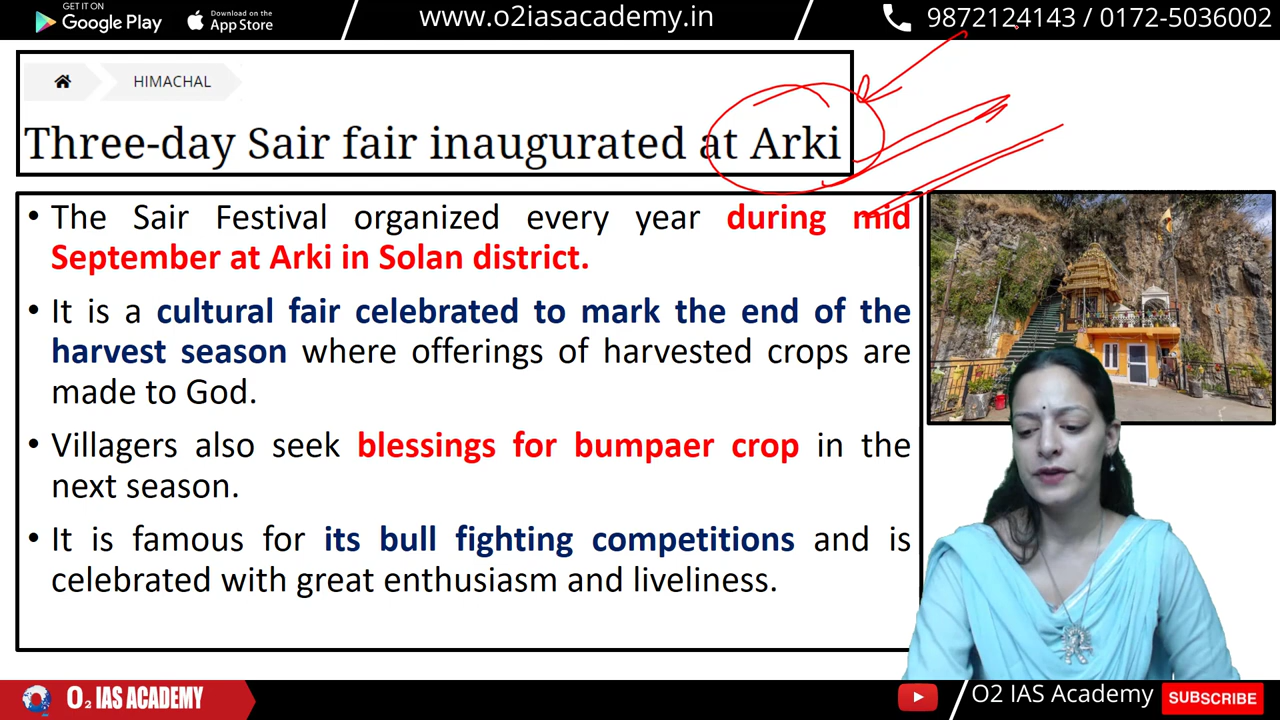 GET IT ON
Google Play
Download on the
App Store
www.o2iasacademy.in
9872124143 / 0172-5036002
HIMACHAL
Three-day Sair fair inaugurated at Arki
• The Sair Festival organized every year during mid
September at Arki in Solan district.
• It is a cultural fair celebrated to mark the end of the
harvest season where offerings of harvested crops are
made to God.
• Villagers also seek blessings for bumpaer crop in the
next season.
• It is famous for its bull fighting competitions and is
celebrated with great enthusiasm and liveliness.
O₂ IAS ACADEMY
O2 IAS Academy
SUBSCRIBE